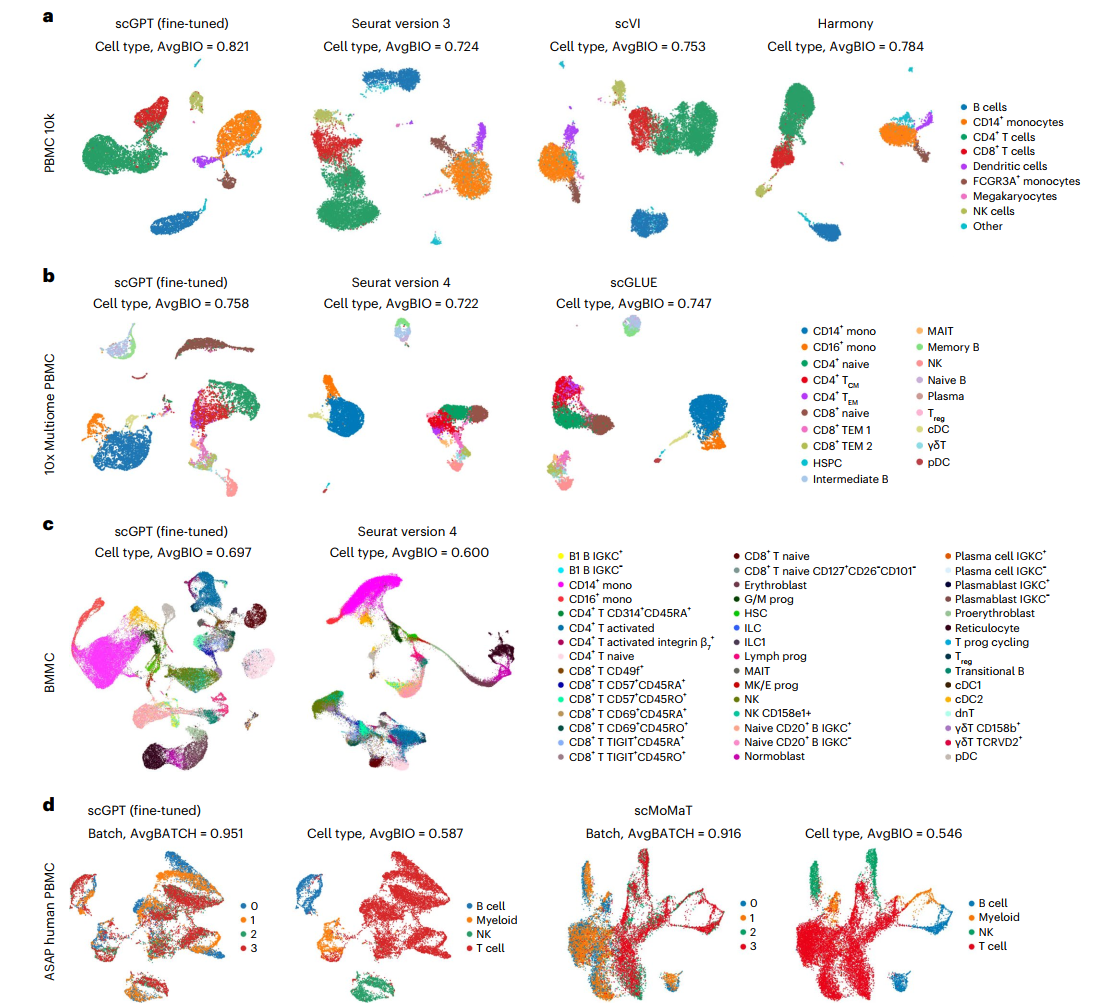 a
scGPT (fine-tuned)
Cell type, AvgBIO = 0.821
Seurat version 3
Cell type, AvgBIO = 0.724
scVI
Cell type, AvgBIO = 0.753
Harmony
Cell type, AvgBIO = 0.784
PBMC 10k
B cells
CD14⁺ monocytes
CD4⁺ T cells
CD8⁺ T cells
Dendritic cells
FCGR3A⁺ monocytes
Megakaryocytes
NK cells
Other
b
scGPT (fine-tuned)
Cell type, AvgBIO = 0.758
Seurat version 4
Cell type, AvgBIO = 0.722
scGLUE
Cell type, AvgBIO = 0.747
10x Multiome PBMC
CD14⁺ mono
CD16⁺ mono
CD4⁺ naive
CD4⁺ T_CM
CD4⁺ T_EM
CD8⁺ naive
CD8⁺ TEM 1
CD8⁺ TEM 2
HSPC
Intermediate B
MAIT
Memory B
NK
Naive B
Plasma
T_reg
cDC
γδT
pDC
c
scGPT (fine-tuned)
Cell type, AvgBIO = 0.697
Seurat version 4
Cell type, AvgBIO = 0.600
BMMC
B1 B IGKC⁺
B1 B IGKC⁻
CD14⁺ mono
CD16⁺ mono
CD4⁺ T CD314⁺CD45RA⁺
CD4⁺ T activated
CD4⁺ T activated integrin β₇⁺
CD4⁺ T naive
CD8⁺ T CD49f⁺
CD8⁺ T CD57⁺CD45RA⁺
CD8⁺ T CD57⁺CD45RO⁺
CD8⁺ T CD69⁺CD45RA⁺
CD8⁺ T CD69⁺CD45RO⁺
CD8⁺ T TIGIT⁺CD45RA⁺
CD8⁺ T TIGIT⁺CD45RO⁺
CD8⁺ T naive
CD8⁺ T naive CD127⁺CD26⁻CD101⁻
Erythroblast
G/M prog
HSC
ILC
ILC1
Lymph prog
MAIT
MK/E prog
NK
NK CD158e1+
Naive CD20⁺ B IGKC⁺
Naive CD20⁺ B IGKC⁻
Normoblast
Plasma cell IGKC⁺
Plasma cell IGKC⁻
Plasmablast IGKC⁺
Plasmablast IGKC⁻
Proerythroblast
Reticulocyte
T prog cycling
T_reg
Transitional B
cDC1
cDC2
dnT
γδT CD158b⁺
γδT TCRVD2⁺
pDC
d
scGPT (fine-tuned)
Batch, AvgBATCH = 0.951
Cell type, AvgBIO = 0.587
scMoMaT
Batch, AvgBATCH = 0.916
Cell type, AvgBIO = 0.546
ASAP human PBMC
0
1
2
3
B cell
Myeloid
NK
T cell
0
1
2
3
B cell
Myeloid
NK
T cell